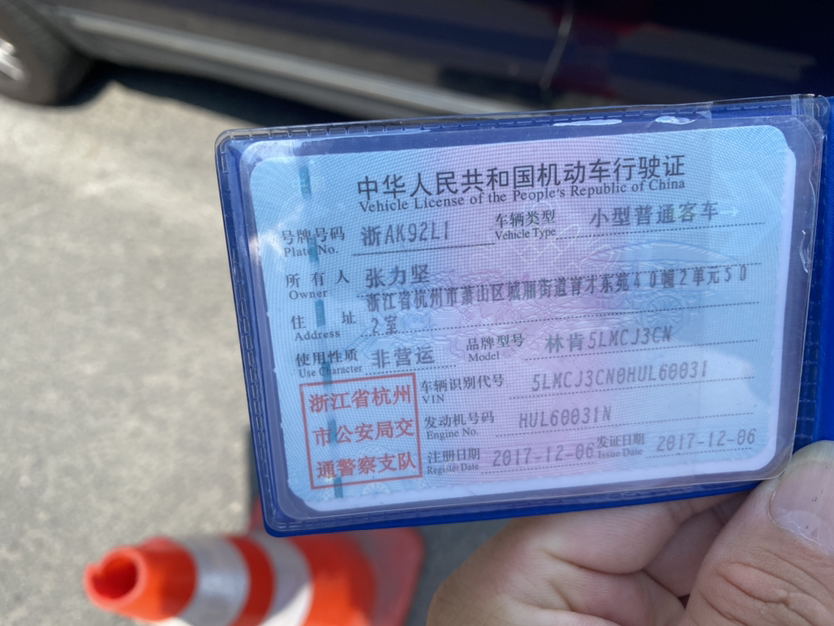 中华人民共和国机动车行驶证
Vehicle License of the People's Republic of China
号牌号码 浙AK92L1 车辆类型 小型普通客车
Plate No. Vehicle Type
所有人 张力坚
Owner
住址 浙江省杭州市萧山区城厢街道育才东苑40幢2单元50
Address 2室
使用性质 非营运 品牌型号 林肯5LMCJ3CN
Use Character Model
浙江省杭州
市公安局交
通警察支队
车辆识别代号 5LMCJ3CN0HUL60031
VIN
发动机号码 HUL60031N
Engine No.
注册日期 2017-12-06 发证日期 2017-12-06
Register Date Issue Date